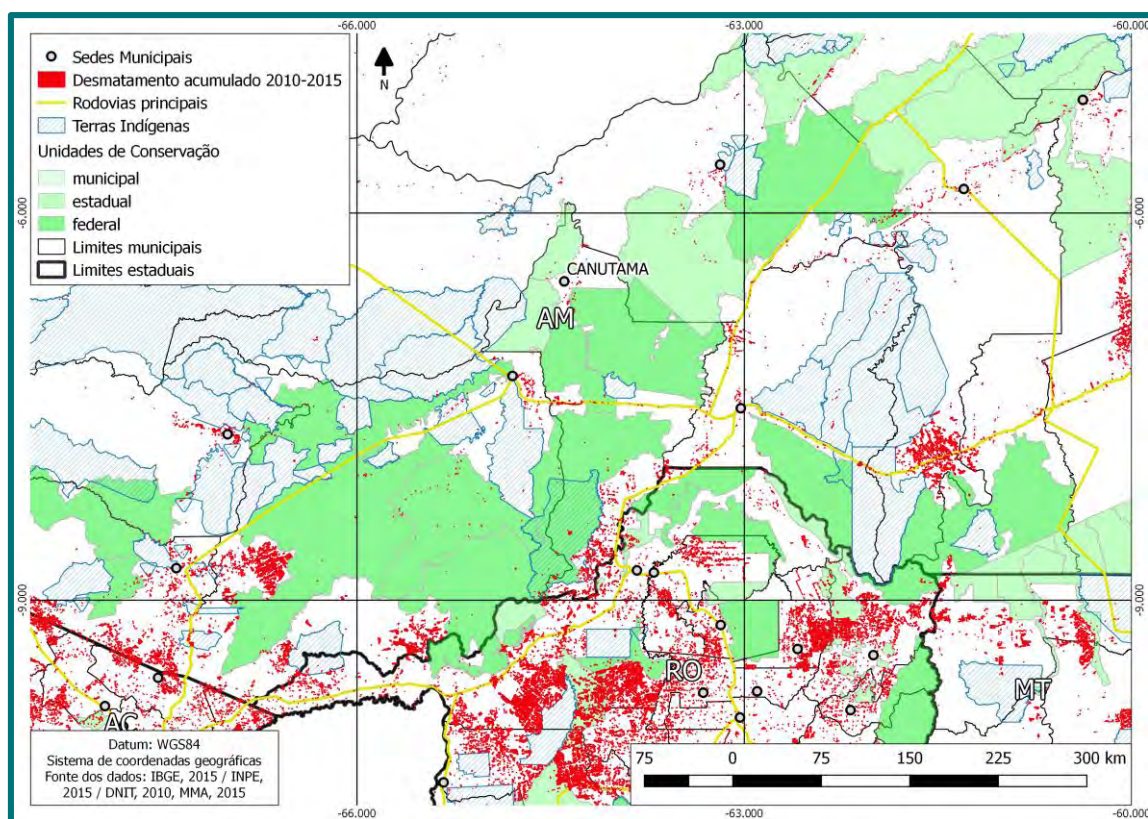 -66.000
-63.000
-60.000
Sedes Municipais
Desmatamento acumulado 2010-2015
Rodovias principais
Terras Indígenas
Unidades de Conservação
municipal
estadual
federal
Limites municipais
Limites estaduais
N
-6.000
-6.000
CANUTAMA
AM
-9.000
-9.000
RO
MT
AC
Datum: WGS84
Sistema de coordenadas geográficas
Fonte dos dados: IBGE, 2015 / INPE,
2015 / DNIT, 2010, MMA, 2015
75 0 75 150 225 300 km
-66.000
-63.000
-60.000